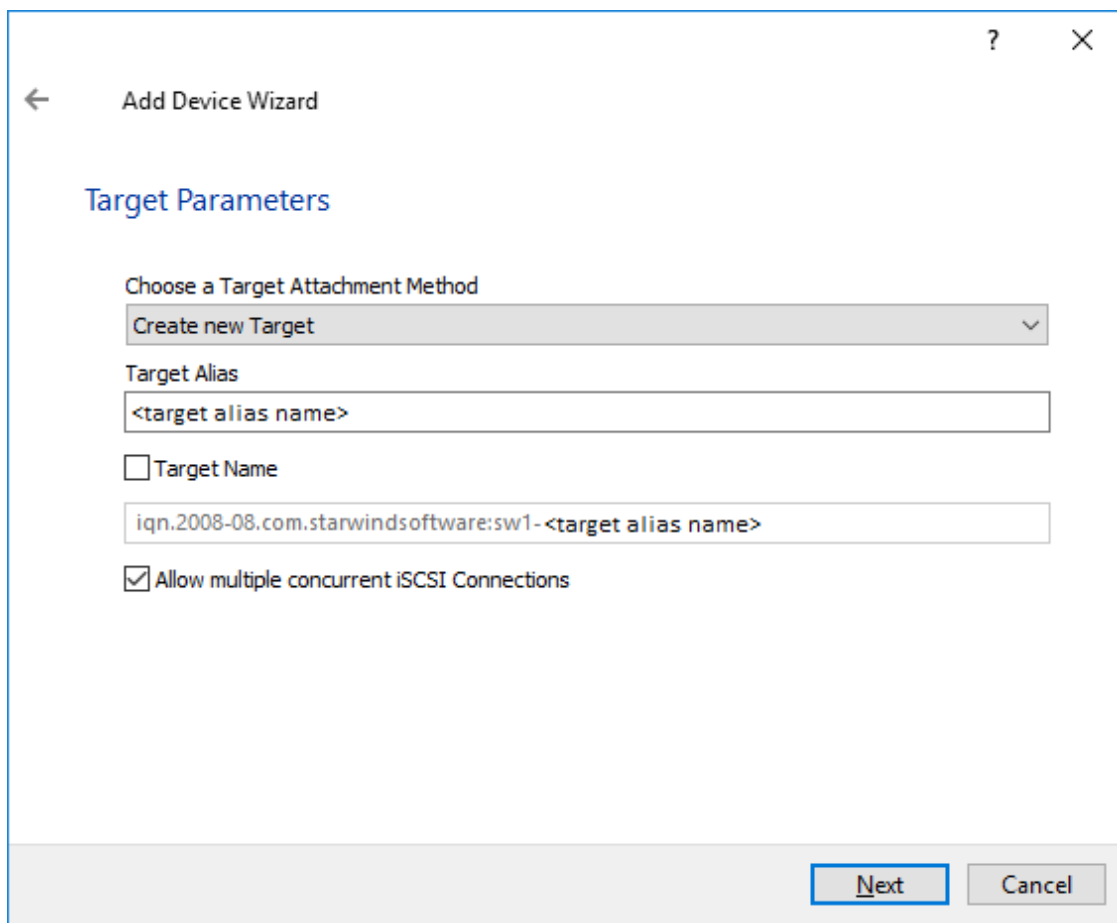 ?
Add Device Wizard
Target Parameters
Choose a Target Attachment Method
Create new Target
Target Alias
<target alias name>
Target Name
iqn.2008-08.com.starwindsoftware:sw1-<target alias name>
Allow multiple concurrent iSCSI Connections
Next Cancel